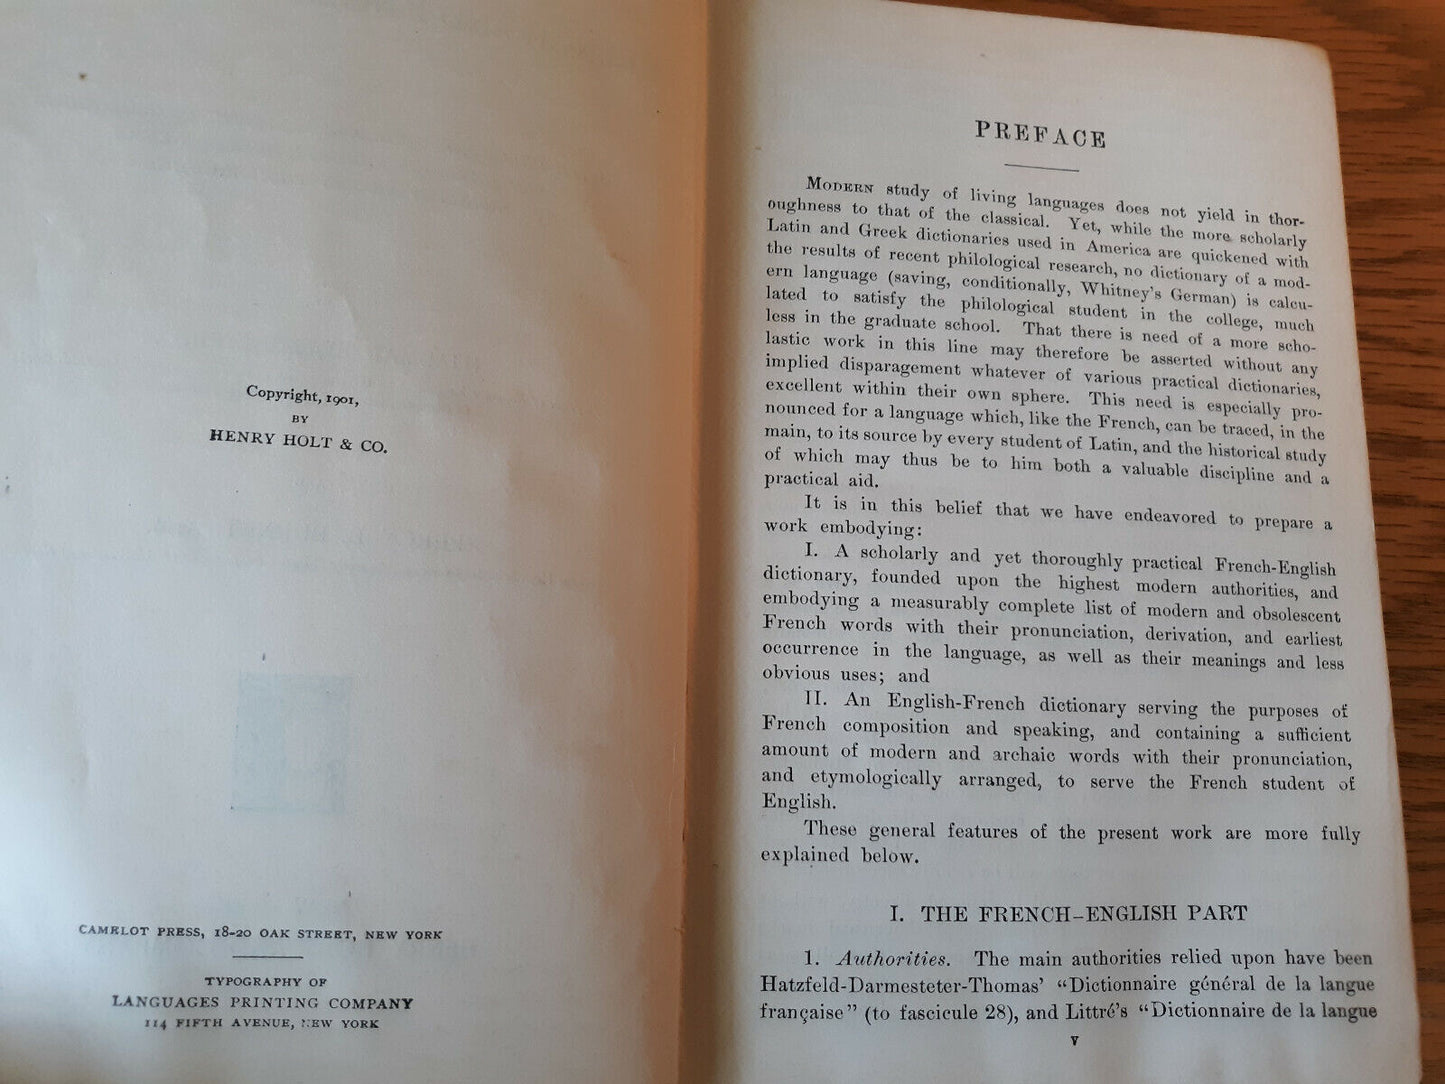 Copyright, 1901,
BY
HENRY HOLT & CO.
CAMELOT PRESS, 18-20 OAK STREET, NEW YORK
TYPOGRAPHY OF
LANGUAGES PRINTING COMPANY
114 FIFTH AVENUE, NEW YORK
PREFACE
MODERN study of living languages does not yield in thor-
oughness to that of the classical. Yet, while the more scholarly
Latin and Greek dictionaries used in America are quickened with
the results of recent philological research, no dictionary of a mod-
ern language (saving, conditionally, Whitney's German) is calcu-
lated to satisfy the philological student in the college, much
less in the graduate school. That there is need of a more scho-
lastic work in this line may therefore be asserted without any
implied disparagement whatever of various practical dictionaries,
excellent within their own sphere. This need is especially pro-
nounced for a language which, like the French, can be traced, in the
main, to its source by every student of Latin, and the historical study
of which may thus be to him both a valuable discipline and a
practical aid.
It is in this belief that we have endeavored to prepare a
work embodying:
I. A scholarly and yet thoroughly practical French-English
dictionary, founded upon the highest modern authorities, and
embodying a measurably complete list of modern and obsolescent
French words with their pronunciation, derivation, and earliest
occurrence in the language, as well as their meanings and less
obvious uses; and
II. An English-French dictionary serving the purposes of
French composition and speaking, and containing a sufficient
amount of modern and archaic words with their pronunciation,
and etymologically arranged, to serve the French student of
English.
These general features of the present work are more fully
explained below.
I. THE FRENCH-ENGLISH PART
1. Authorities. The main authorities relied upon have been
Hatzfeld-Darmesteter-Thomas' "Dictionnaire général de la langue
française" (to fascicule 28), and Littré's "Dictionnaire de la langue
V